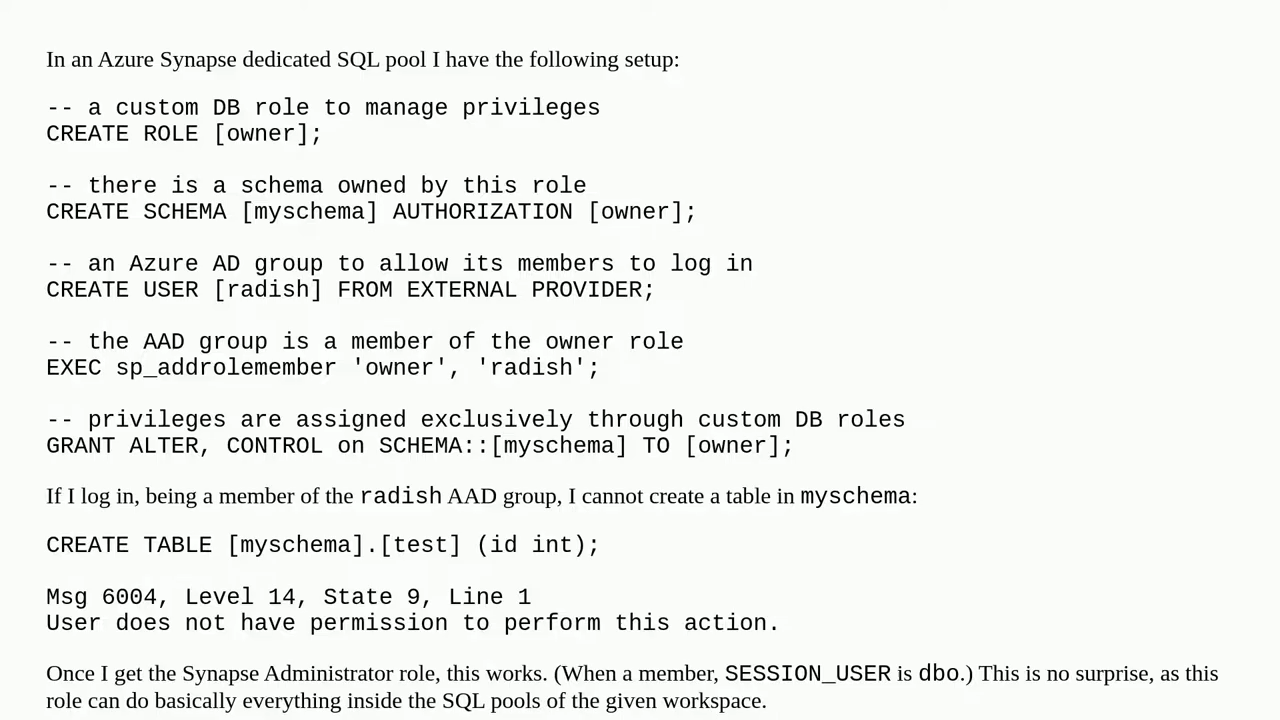 In an Azure Synapse dedicated SQL pool I have the following setup:
-- a custom DB role to manage privileges
CREATE ROLE [owner];
-- there is a schema owned by this role
CREATE SCHEMA [myschema] AUTHORIZATION [owner];
-- an Azure AD group to allow its members to log in
CREATE USER [radish] FROM EXTERNAL PROVIDER;
-- the AAD group is a member of the owner role
EXEC sp_addrolemember 'owner', 'radish';
-- privileges are assigned exclusively through custom DB roles
GRANT ALTER, CONTROL on SCHEMA::[myschema] TO [owner];
If I log in, being a member of the radish AAD group, I cannot create a table in myschema:
CREATE TABLE [myschema].[test] (id int);
Msg 6004, Level 14, State 9, Line 1
User does not have permission to perform this action.
Once I get the Synapse Administrator role, this works. (When a member, SESSION_USER is dbo.) This is no surprise, as this
role can do basically everything inside the SQL pools of the given workspace.